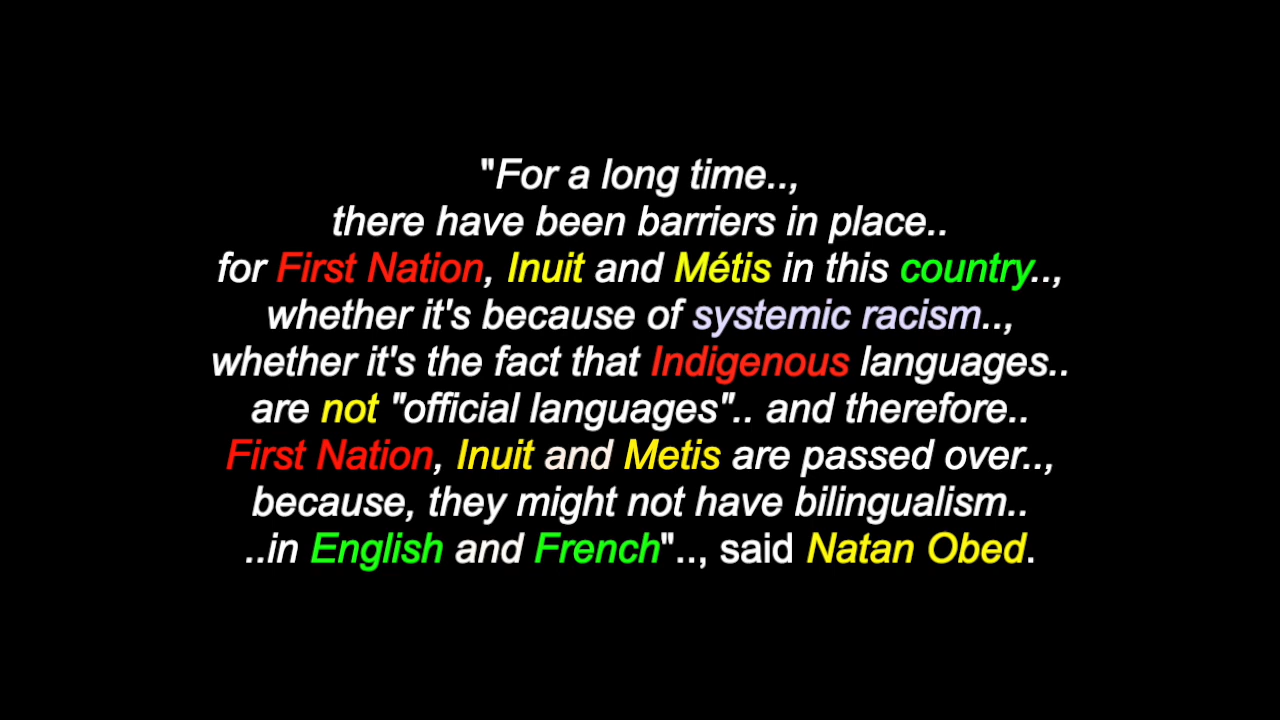 "For a long time..,
there have been barriers in place..
for First Nation, Inuit and Métis in this country..,
whether it's because of systemic racism..,
whether it's the fact that Indigenous languages..
are not "official languages".. and therefore..
First Nation, Inuit and Metis are passed over..,
because, they might not have bilingualism..
..in English and French".., said Natan Obed.